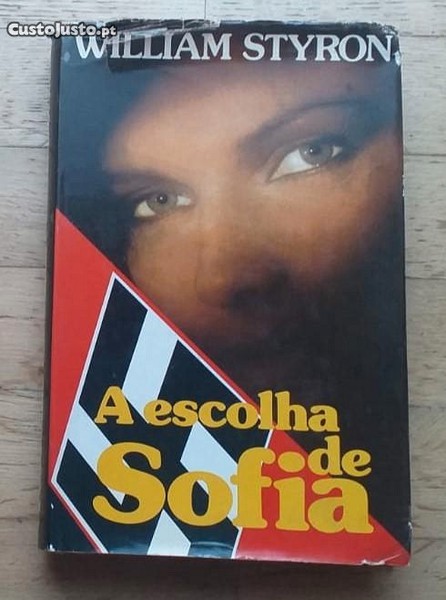 CustoJusto.pt
WILLIAM STYRON
A escolha
de
Sofia